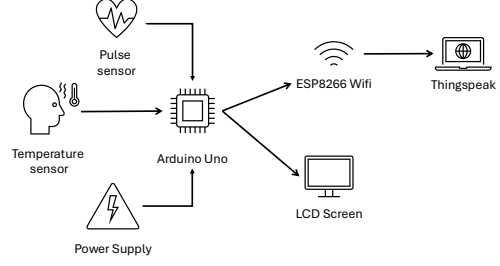 Pulse
sensor
ESP8266 Wifi
Thingspeak
Temperature
sensor
Arduino Uno
LCD Screen
Power Supply